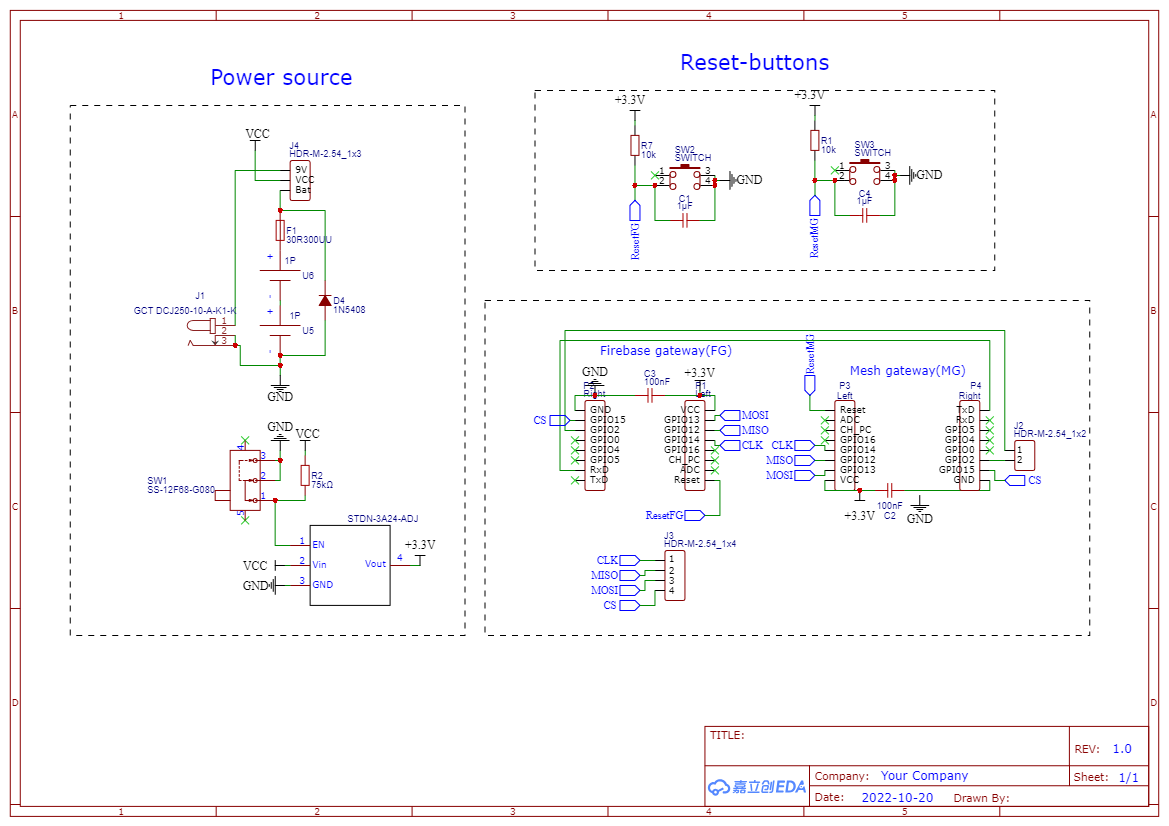 1 2 3 4 5
A A
B B
C C
D D
1 2 3 4 5
Power source
VCC
J4
HDR-M-2.54_1x3
9V
VCC
Bat
F1
30R300UU
+ 1P
U6
-
+ 1P
U5
-
D4
1N5408
J1
GCT DCJ250-10-A-K1-K
1
2
3
GND
GND
VCC
4
3
2
1
5
SW1
SS-12F68-G080
R2
75kΩ
STDN-3A24-ADJ
1 EN
VCC 2 Vin
GND 3 GND
Vout 4
+3.3V
Reset-buttons
+3.3V
R7
10k
SW2
SWITCH
1 3
2 4
GND
C1
1µF
ResetFG
+3.3V
R1
10k
SW3
SWITCH
1 3
2 4
GND
C4
1µF
ResetMG
Firebase gateway(FG)
GND
Right
GND
GPIO15
GPIO2
GPIO0
GPIO4
GPIO5
RxD
TxD
CS
C3
100nF
+3.3V
Left
VCC
GPIO13
GPIO12
GPIO14
GPIO16
CH_PC
ADC
Reset
MOSI
MISO
CLK
ResetFG
Mesh gateway(MG)
ResetMG
P3
Left
Reset
ADC
CH_PC
GPIO16
GPIO14
GPIO12
GPIO13
VCC
CLK
MISO
MOSI
+3.3V
100nF
C2
GND
P4
Right
TxD
RxD
GPIO5
GPIO4
GPIO0
GPIO2
GPIO15
GND
J2
HDR-M-2.54_1x2
1
2
CS
J3
HDR-M-2.54_1x4
CLK 1
MISO 2
MOSI 3
CS 4
TITLE:
REV: 1.0
嘉立创EDA
Company: Your Company
Sheet: 1/1
Date: 2022-10-20 Drawn By: